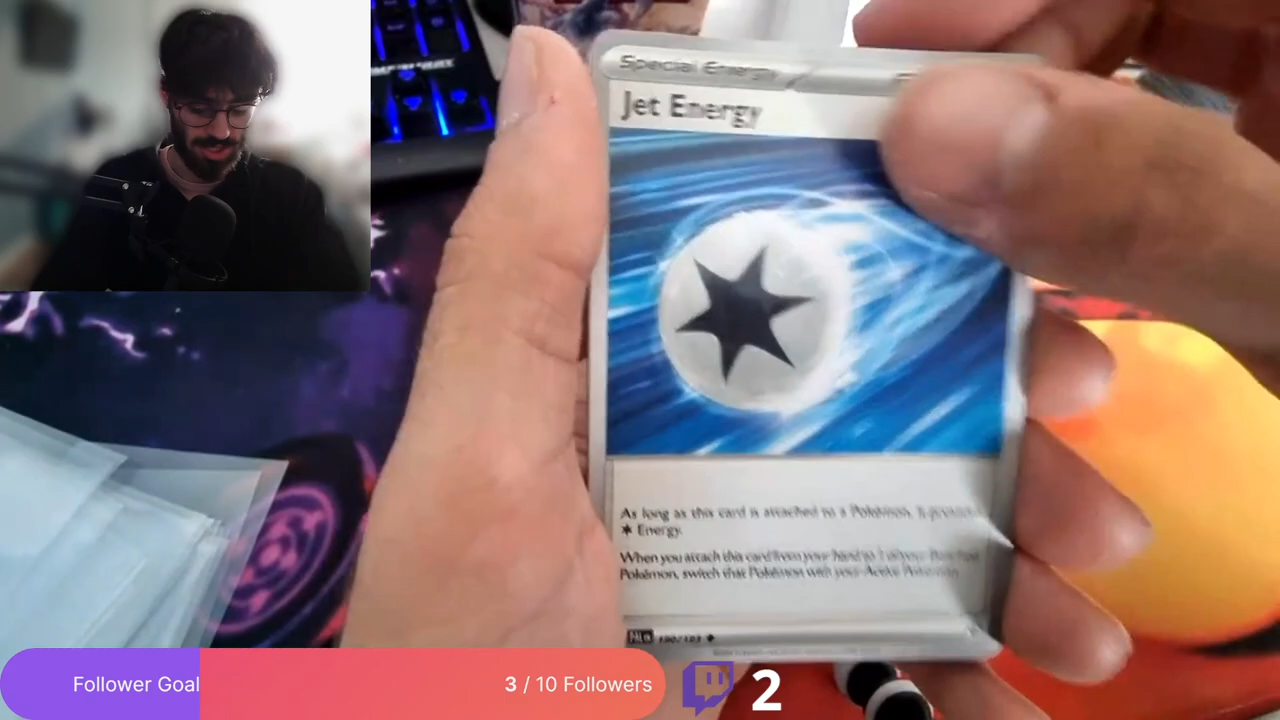 Special Energy
Jet Energy
As long as this card is attached to a Pokémon, it provides
Energy.
When you attach this card from your hand to 1 of your Benched
Pokémon, switch that Pokémon with your Active Pokémon.
Follower Goal
3 / 10 Followers
2